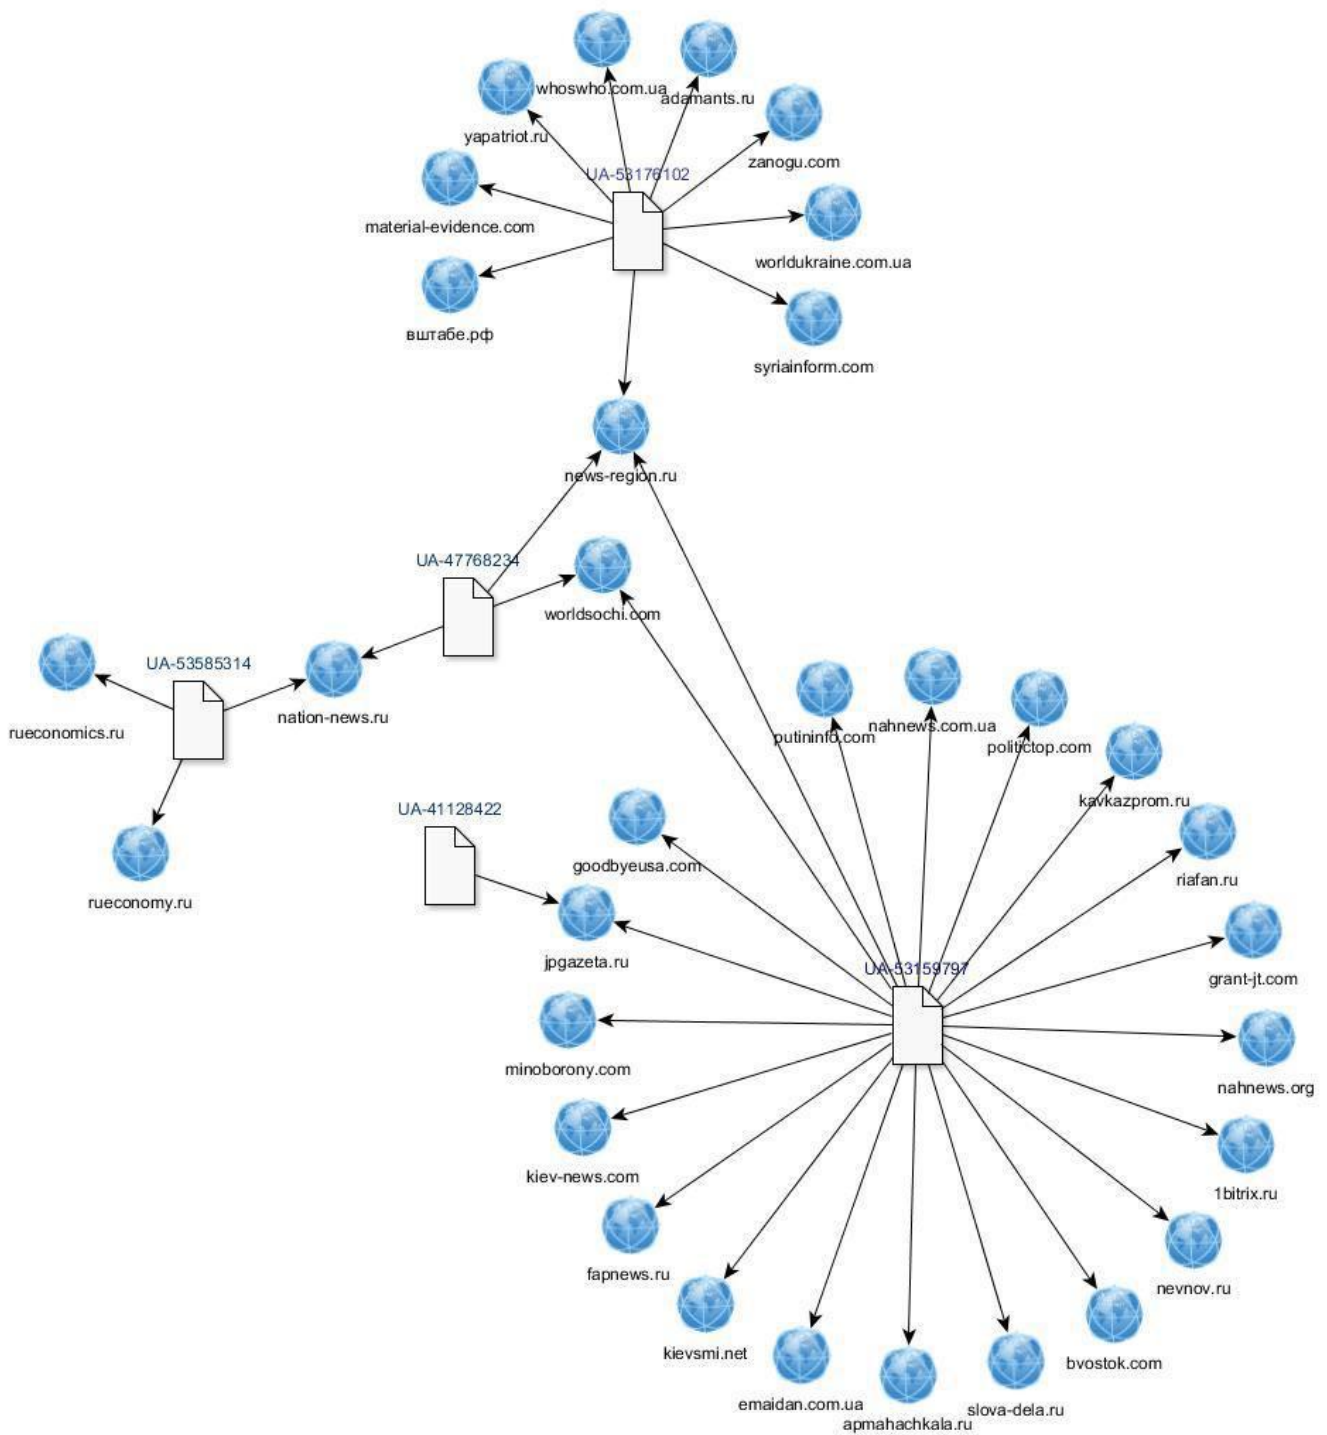 whoswho.com.ua
adamants.ru
yapatriot.ru
zanogu.com
UA-53176102
material-evidence.com
worldukraine.com.ua
вштабе.рф
syriainform.com
news-region.ru
UA-47768234
worldsochi.com
UA-53585314
nation-news.ru
rueconomics.ru
putininfo.com
nahnews.com.ua
politictop.com
kavkazprom.ru
UA-41128422
goodbyeusa.com
riafan.ru
rueconomy.ru
jpgazeta.ru
UA-53159797
grant-jt.com
minoborony.com
nahnews.org
kiev-news.com
1bitrix.ru
fapnews.ru
nevnov.ru
kievsmi.net
bvostok.com
emaidan.com.ua
apmahachkala.ru
slova-dela.ru